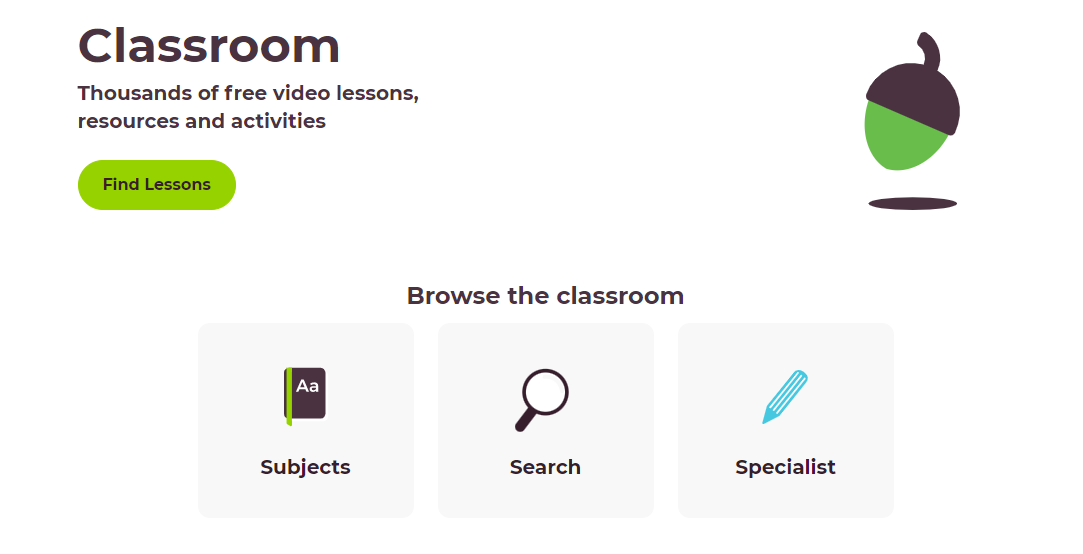 Classroom
Thousands of free video lessons,
resources and activities
Find Lessons
Browse the classroom
Aa
Subjects
Search
Specialist